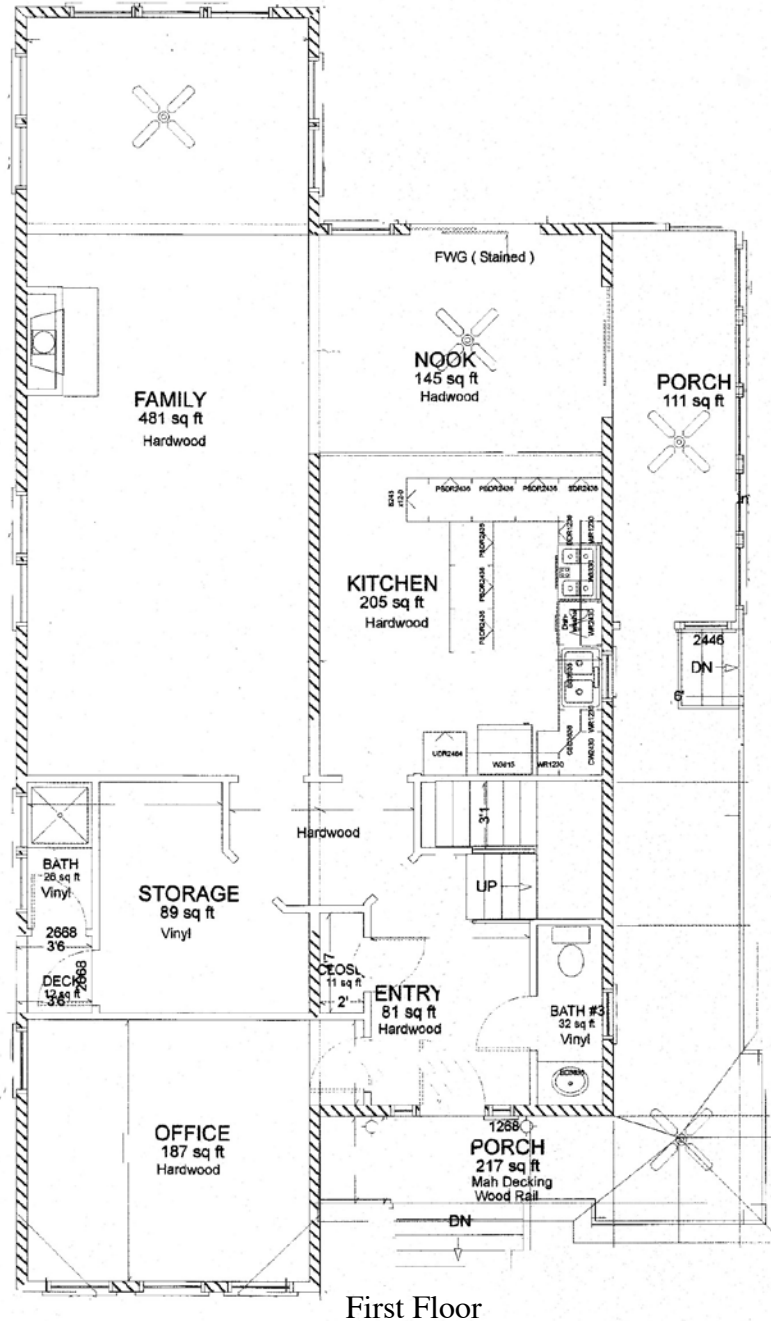 FWG ( Stained )
NOOK
145 sq ft
Hadwood
FAMILY
481 sq ft
Hardwood
PORCH
111 sq ft
PSDR2436
PSDR2436
PSDR2436
KITCHEN
205 sq ft
Hardwood
2446
DN
6'
UDR2464
W3615
WR1230
Hardwood
3'1
BATH
26 sq ft
Vinyl
STORAGE
89 sq ft
Vinyl
UP
2668
3'6
2668
DECK
12 sq ft
3'6
11 sq ft
2'
ENTRY
81 sq ft
Hardwood
BATH #3
32 sq ft
Vinyl
OFFICE
187 sq ft
Hardwood
1268
PORCH
217 sq ft
Mah Decking
Wood Rail
DN
First Floor